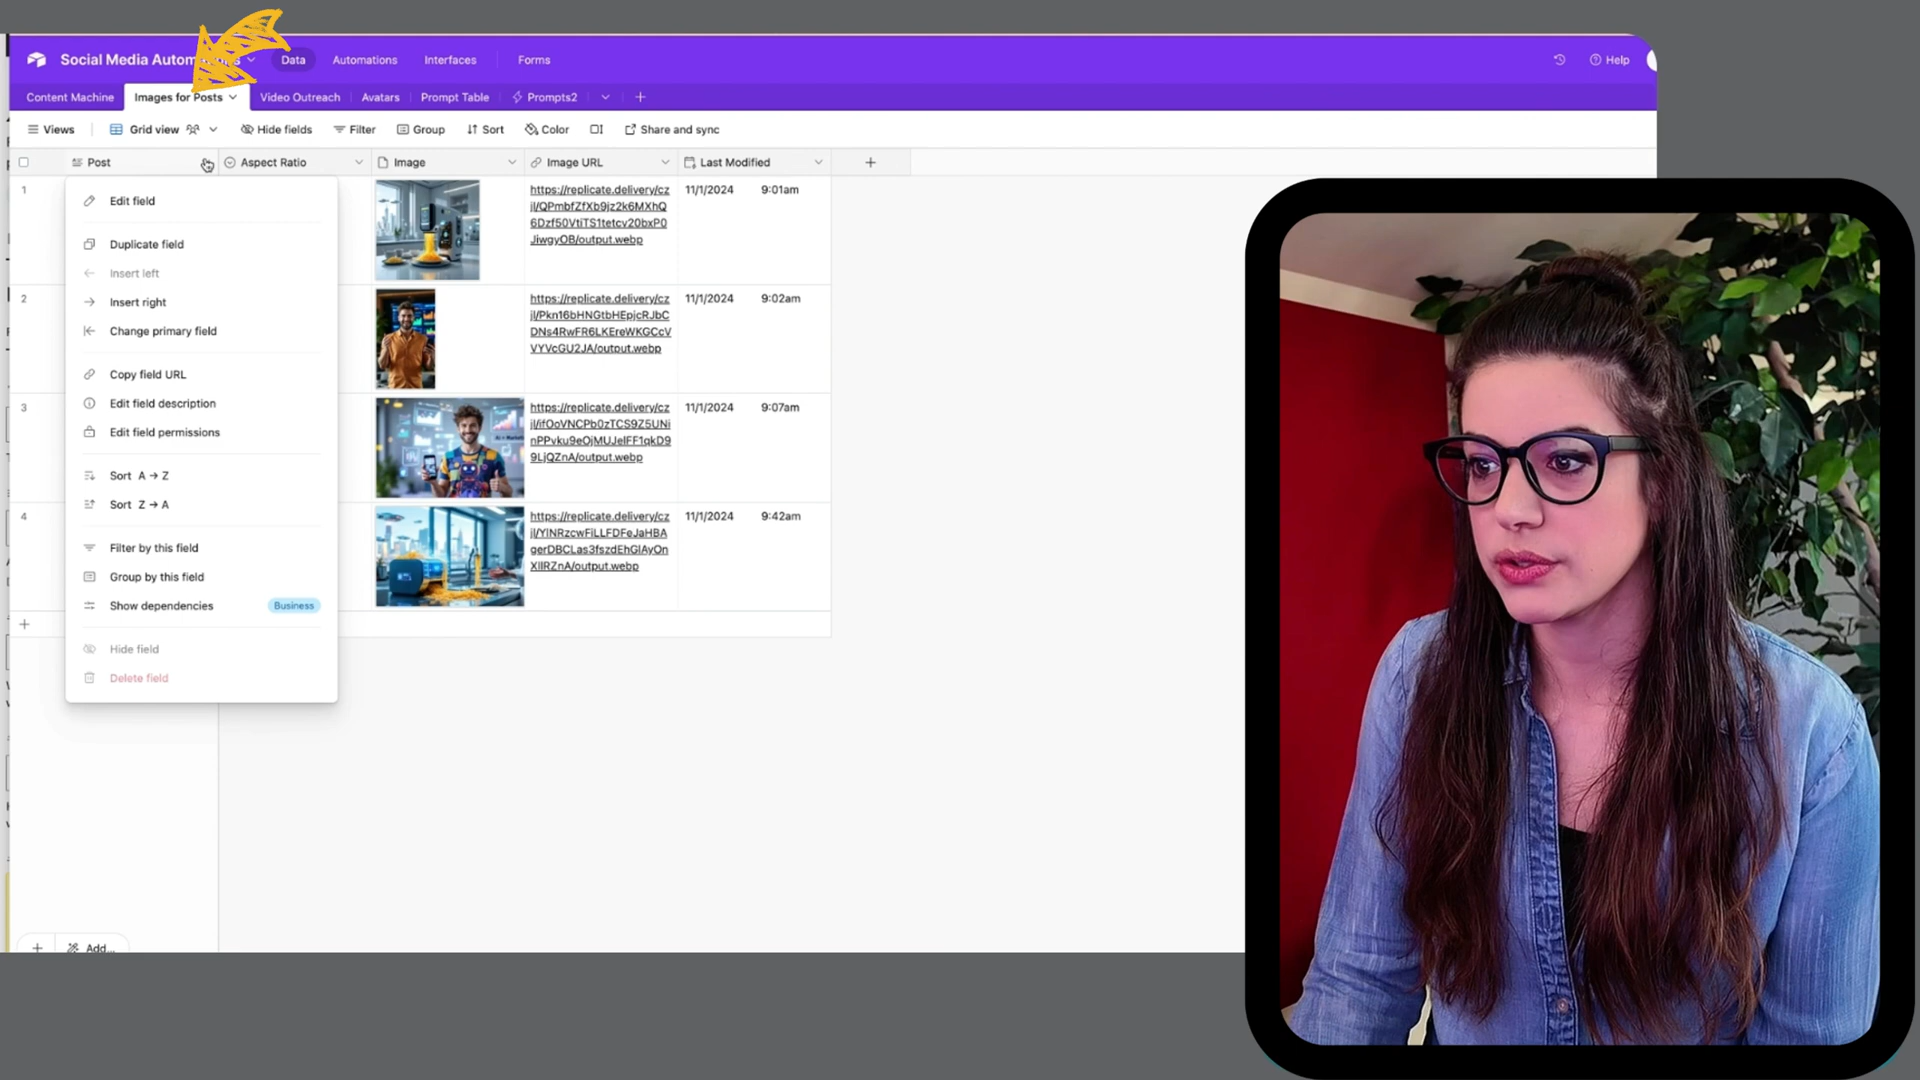 Social Media Autom
Data
Automations
Interfaces
Forms
Help
Content Machine
Images for Posts
Video Outreach
Avatars
Prompt Table
Prompts2
Views
Grid view
Hide fields
Filter
Group
Sort
Color
Share and sync
Post
Aspect Ratio
Image
Image URL
Last Modified
1
https://replicate.delivery/cz
jl/QPmbfZfXb9jz2k6MXhQ
6Dzf50VtiTS1tetcv20bxP0
JiwgyOB/output.webp
11/1/2024 9:01am
2
https://replicate.delivery/cz
jl/Pkn16bHNGtbHEpjcRJbC
DNs4RwFR6LKEreWKGCcV
VYVcGU2JA/output.webp
11/1/2024 9:02am
3
https://replicate.delivery/cz
jl/ifOoVNCPb0zTCS9Z5UNi
nPPvku9eOjMUJelFF1qkD9
9LjQZnA/output.webp
11/1/2024 9:07am
4
https://replicate.delivery/cz
jl/YlNRzcwFiLLFDFeJaHBA
gerDBCLas3fszdEhGlAyOn
XIlRZnA/output.webp
11/1/2024 9:42am
Edit field
Duplicate field
Insert left
Insert right
Change primary field
Copy field URL
Edit field description
Edit field permissions
Sort A → Z
Sort Z → A
Filter by this field
Group by this field
Show dependencies
Business
Hide field
Delete field
Add...